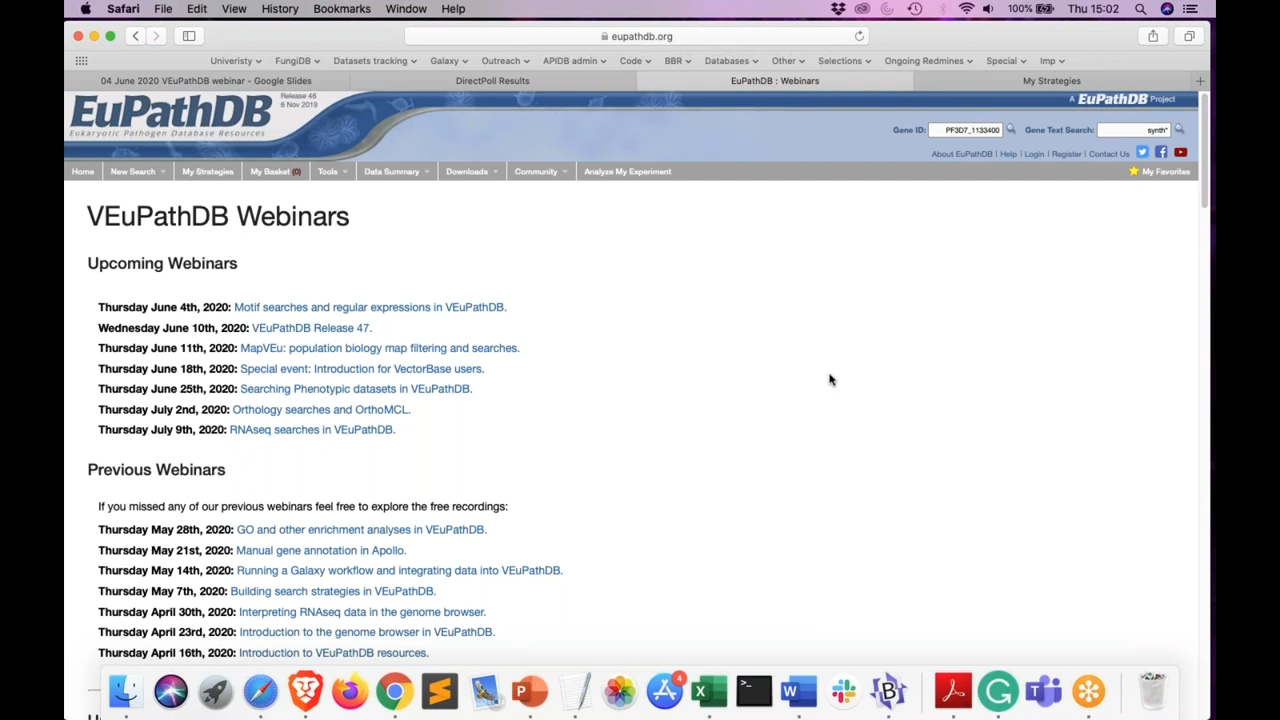 Safari File Edit View History Bookmarks Window Help 100% Thu 15:02
eupathdb.org
Univeristy FungiDB Datasets tracking Galaxy Outreach APIDB admin Code BBR Databases Other Selections Ongoing Redmines Special Imp
04 June 2020 VEuPathDB webinar - Google Slides DirectPoll Results EuPathDB : Webinars My Strategies
EuPathDB Release 46
6 Nov 2019
Eukaryotic Pathogen Database Resources
A EuPathDB Project
Gene ID: PF3D7_1133400 Gene Text Search: synth*
About EuPathDB | Help | Login | Register | Contact Us
Home New Search My Strategies My Basket (0) Tools Data Summary Downloads Community Analyze My Experiment My Favorites
VEuPathDB Webinars
Upcoming Webinars
Thursday June 4th, 2020: Motif searches and regular expressions in VEuPathDB.
Wednesday June 10th, 2020: VEuPathDB Release 47.
Thursday June 11th, 2020: MapVEu: population biology map filtering and searches.
Thursday June 18th, 2020: Special event: Introduction for VectorBase users.
Thursday June 25th, 2020: Searching Phenotypic datasets in VEuPathDB.
Thursday July 2nd, 2020: Orthology searches and OrthoMCL.
Thursday July 9th, 2020: RNAseq searches in VEuPathDB.
Previous Webinars
If you missed any of our previous webinars feel free to explore the free recordings:
Thursday May 28th, 2020: GO and other enrichment analyses in VEuPathDB.
Thursday May 21st, 2020: Manual gene annotation in Apollo.
Thursday May 14th, 2020: Running a Galaxy workflow and integrating data into VEuPathDB.
Thursday May 7th, 2020: Building search strategies in VEuPathDB.
Thursday April 30th, 2020: Interpreting RNAseq data in the genome browser.
Thursday April 23rd, 2020: Introduction to the genome browser in VEuPathDB.
Thursday April 16th, 2020: Introduction to VEuPathDB resources.
4